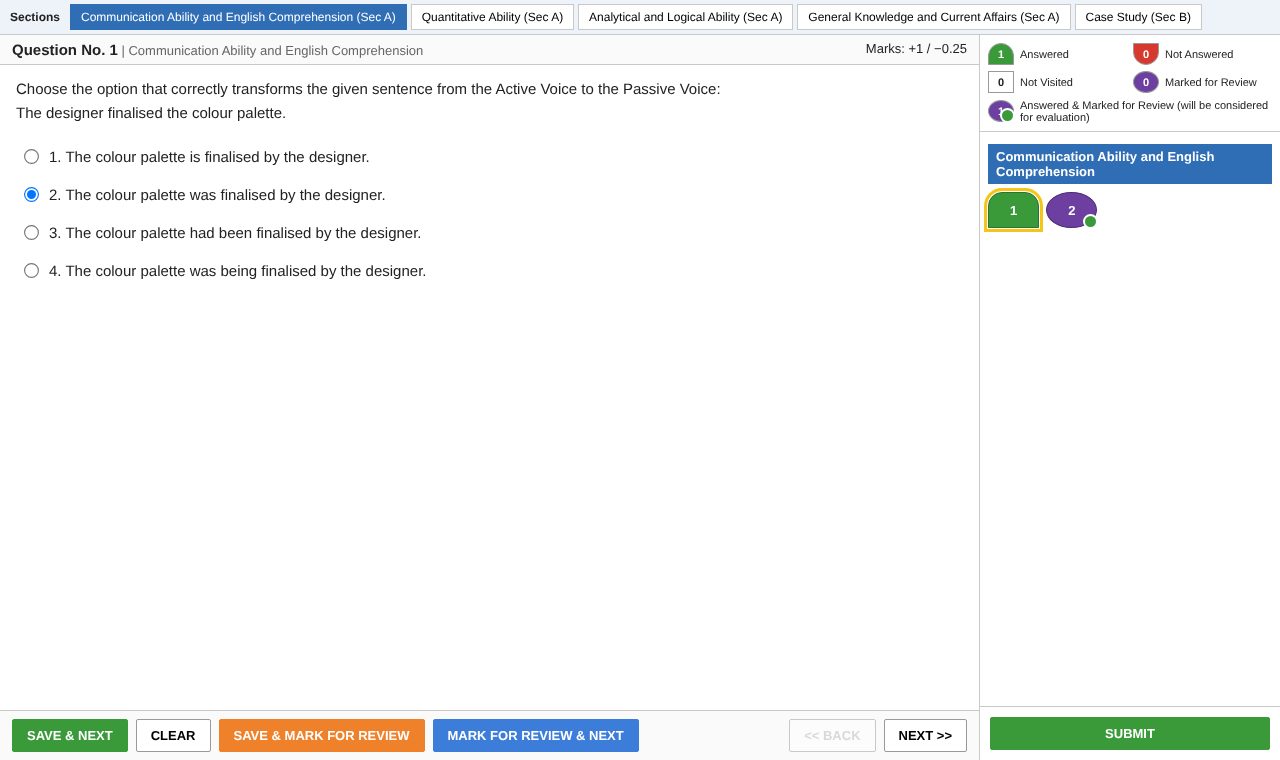 Sections
Communication Ability and English Comprehension (Sec A)
Quantitative Ability (Sec A)
Analytical and Logical Ability (Sec A)
General Knowledge and Current Affairs (Sec A)
Case Study (Sec B)
Question No. 1 | Communication Ability and English Comprehension
Marks: +1 / −0.25
Choose the option that correctly transforms the given sentence from the Active Voice to the Passive Voice:
The designer finalised the colour palette.
1. The colour palette is finalised by the designer.
2. The colour palette was finalised by the designer.
3. The colour palette had been finalised by the designer.
4. The colour palette was being finalised by the designer.
SAVE & NEXT
CLEAR
SAVE & MARK FOR REVIEW
MARK FOR REVIEW & NEXT
<< BACK
NEXT >>
1 Answered
0 Not Answered
0 Not Visited
0 Marked for Review
1 Answered & Marked for Review (will be considered
for evaluation)
Communication Ability and English
Comprehension
1
2
SUBMIT